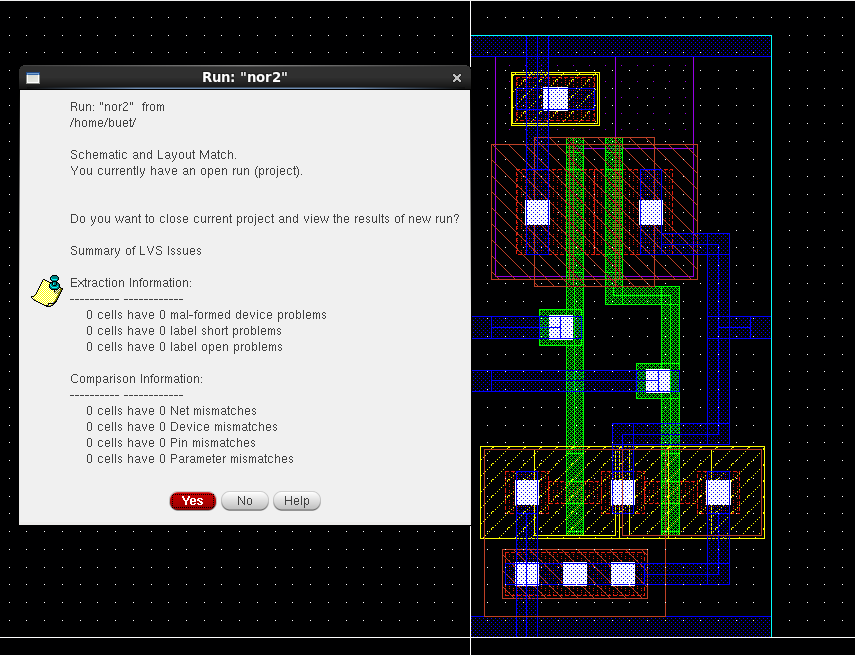 Run: "nor2"
Run: "nor2" from
/home/buet/
Schematic and Layout Match.
You currently have an open run (project).
Do you want to close current project and view the results of new run?
Summary of LVS Issues
Extraction Information:
---------- ------------
0 cells have 0 mal-formed device problems
0 cells have 0 label short problems
0 cells have 0 label open problems
Comparison Information:
---------- ------------
0 cells have 0 Net mismatches
0 cells have 0 Device mismatches
0 cells have 0 Pin mismatches
0 cells have 0 Parameter mismatches
Yes No Help